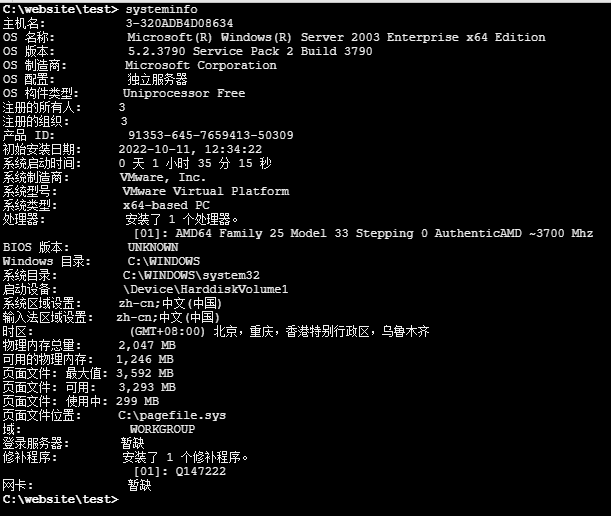 C:\website\test> systeminfo
主机名: 3-320ADB4D08634
OS 名称: Microsoft(R) Windows(R) Server 2003 Enterprise x64 Edition
OS 版本: 5.2.3790 Service Pack 2 Build 3790
OS 制造商: Microsoft Corporation
OS 配置: 独立服务器
OS 构件类型: Uniprocessor Free
注册的所有人: 3
注册的组织: 3
产品 ID: 91353-645-7659413-50309
初始安装日期: 2022-10-11, 12:34:22
系统启动时间: 0 天 1 小时 35 分 15 秒
系统制造商: VMware, Inc.
系统型号: VMware Virtual Platform
系统类型: x64-based PC
处理器: 安装了 1 个处理器。
[01]: AMD64 Family 25 Model 33 Stepping 0 AuthenticAMD ~3700 Mhz
BIOS 版本: UNKNOWN
Windows 目录: C:\WINDOWS
系统目录: C:\WINDOWS\system32
启动设备: \Device\HarddiskVolume1
系统区域设置: zh-cn;中文(中国)
输入法区域设置: zh-cn;中文(中国)
时区: (GMT+08:00) 北京，重庆，香港特别行政区，乌鲁木齐
物理内存总量: 2,047 MB
可用的物理内存: 1,246 MB
页面文件: 最大值: 3,592 MB
页面文件: 可用: 3,293 MB
页面文件: 使用中: 299 MB
页面文件位置: C:\pagefile.sys
域: WORKGROUP
登录服务器: 暂缺
修补程序: 安装了 1 个修补程序。
[01]: Q147222
网卡: 暂缺
C:\website\test>